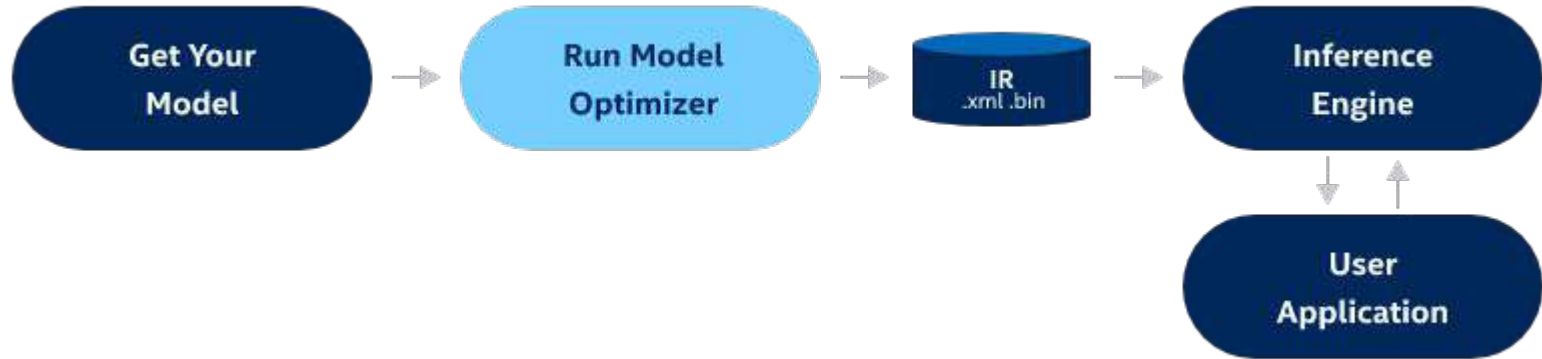 Get Your
Model
Run Model
Optimizer
IR
.xml .bin
Inference
Engine
User
Application